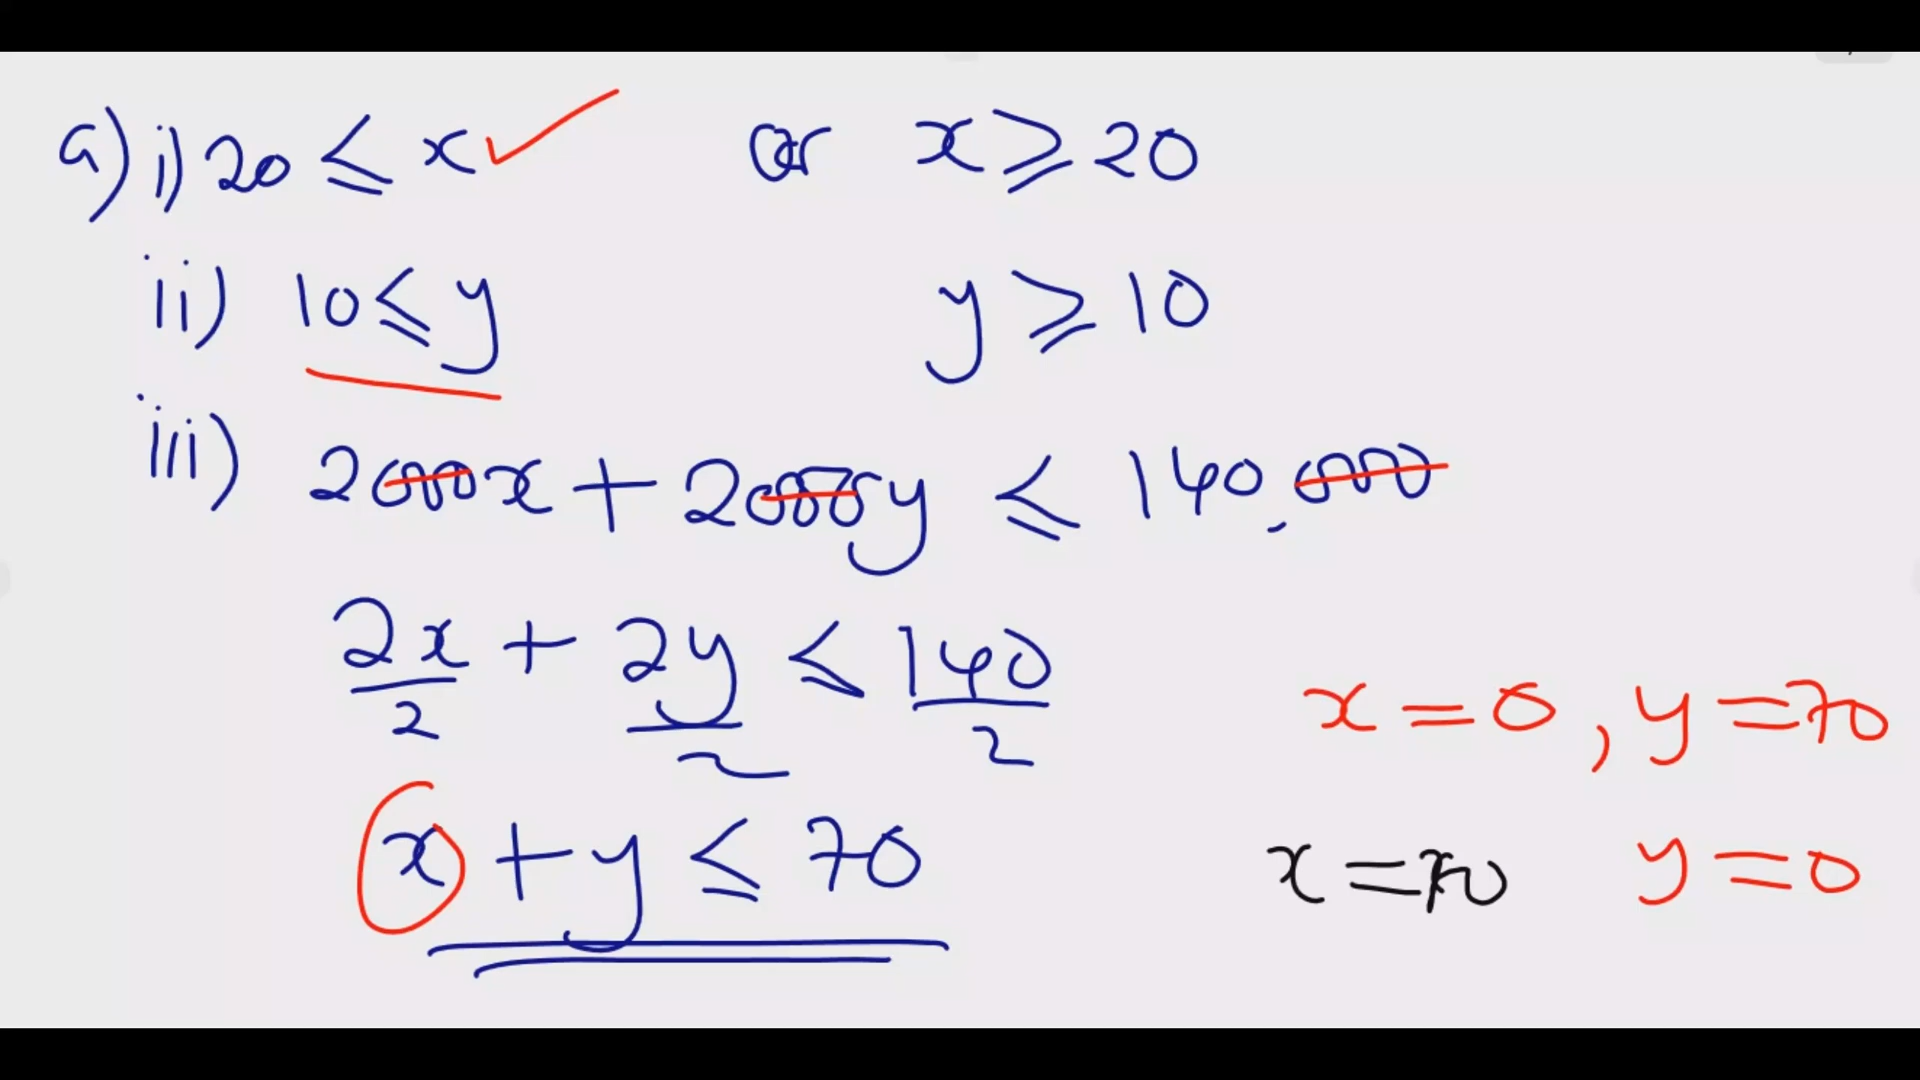 a) i) 20 ≤ x ✓ or x ≥ 20
ii) 10 ≤ y y ≥ 10
iii) 2000x + 2000y ≤ 140,000
2x/2 + 2y/2 ≤ 140/2
x = 0, y = 70
x + y ≤ 70
x = 70 y = 0